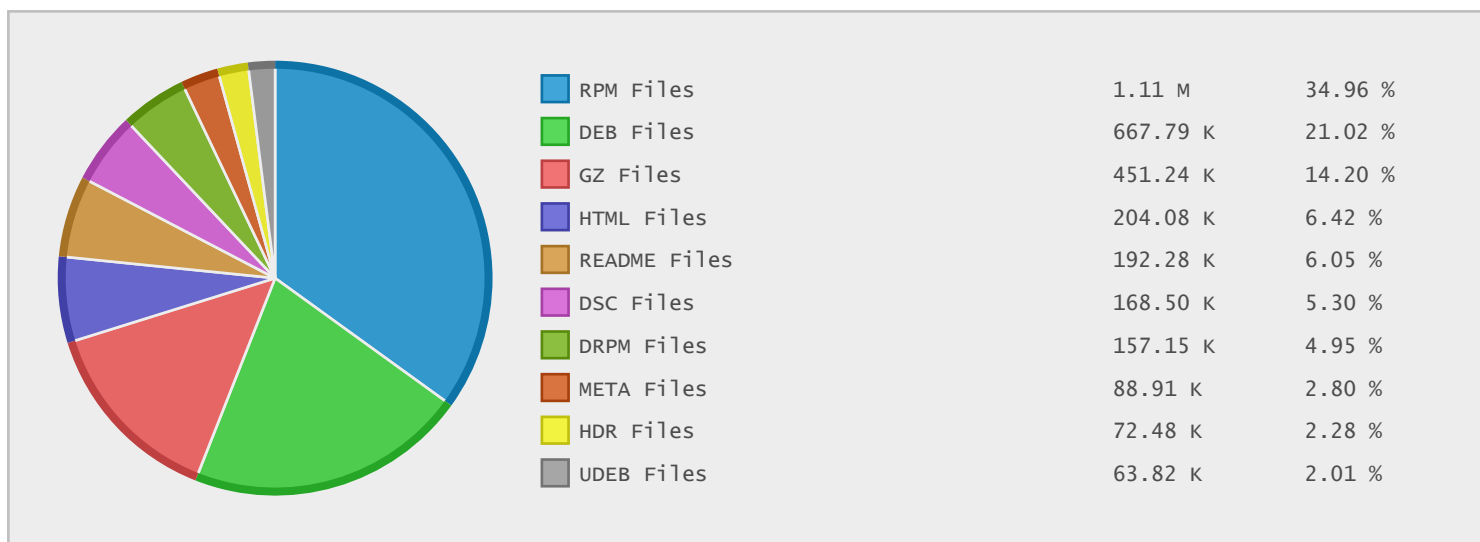 RPM Files 1.11 M 34.96 %
DEB Files 667.79 K 21.02 %
GZ Files 451.24 K 14.20 %
HTML Files 204.08 K 6.42 %
README Files 192.28 K 6.05 %
DSC Files 168.50 K 5.30 %
DRPM Files 157.15 K 4.95 %
META Files 88.91 K 2.80 %
HDR Files 72.48 K 2.28 %
UDEB Files 63.82 K 2.01 %